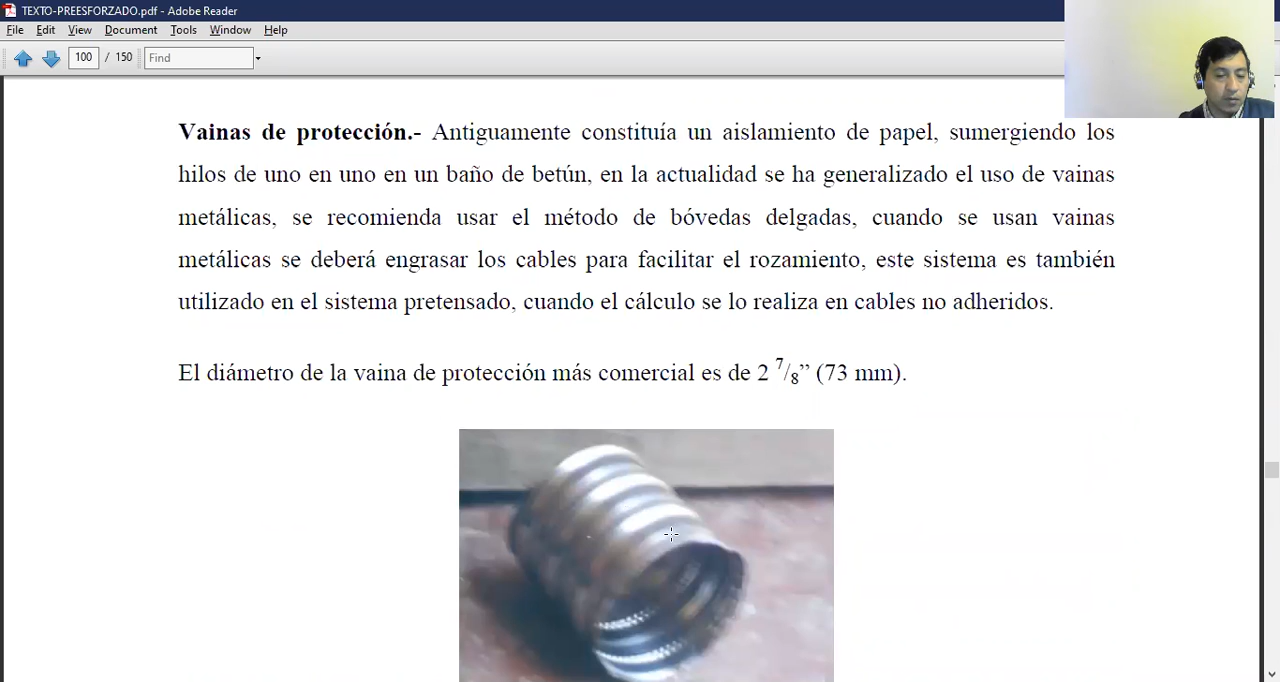 TEXTO-PREESFORZADO.pdf - Adobe Reader
File Edit View Document Tools Window Help
100 / 150 Find
Vainas de protección.- Antiguamente constituía un aislamiento de papel, sumergiendo los
hilos de uno en uno en un baño de betún, en la actualidad se ha generalizado el uso de vainas
metálicas, se recomienda usar el método de bóvedas delgadas, cuando se usan vainas
metálicas se deberá engrasar los cables para facilitar el rozamiento, este sistema es también
utilizado en el sistema pretensado, cuando el cálculo se lo realiza en cables no adheridos.
El diámetro de la vaina de protección más comercial es de 2 ⁷/₈” (73 mm).